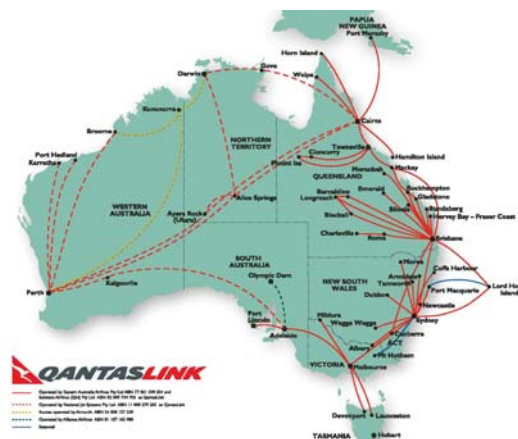 PAPUA
NEW GUINEA
Port Moresby
Horn Island
Gove
Weipa
Darwin
Kununurra
Cairns
Broome
Townsville
NORTHERN
TERRITORY
Cloncurry
Hamilton Island
Mount Isa
Mackay
Port Hedland
Karratha
Moranbah
QUEENSLAND
Rockhampton
Barcaldine
Emerald
Gladstone
Longreach
Alice Springs
WESTERN
AUSTRALIA
Biloela
Bundaberg
Blackall
Hervey Bay - Fraser Coast
Ayers Rock
(Uluru)
Charleville
Roma
Brisbane
SOUTH
AUSTRALIA
Olympic Dam
Moree
Coffs Harbour
Armidale
Tamworth
Perth
Kalgoorlie
NEW SOUTH
WALES
Port Macquarie
Lord Howe
Island
Dubbo
Port
Lincoln
Mildura
Newcastle
Wagga Wagga
Sydney
Adelaide
Canberra
ACT
Albury
Mt Hotham
VICTORIA
Melbourne
QANTASLINK
Devonport
Launceston
TASMANIA
Hobart
Seasonal